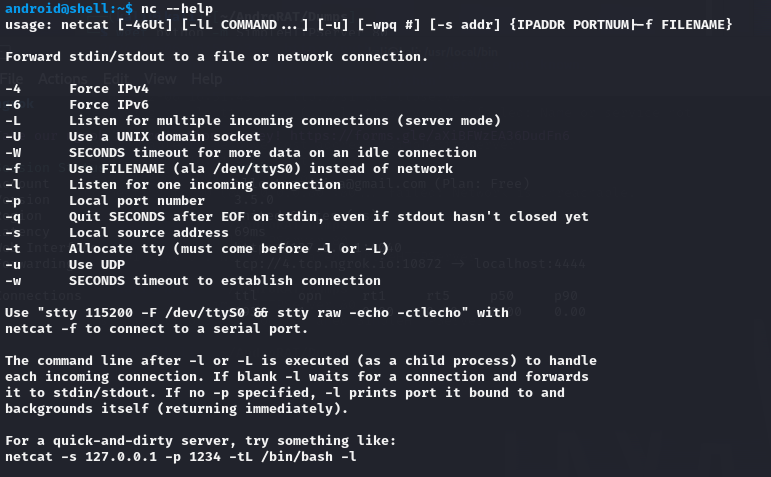 android@shell:~$ nc --help
usage: netcat [-46Ut] [-lL COMMAND...] [-u] [-wpq #] [-s addr] {IPADDR PORTNUM|-f FILENAME}
Forward stdin/stdout to a file or network connection.
-4 Force IPv4
-6 Force IPv6
-L Listen for multiple incoming connections (server mode)
-U Use a UNIX domain socket
-W SECONDS timeout for more data on an idle connection
-f Use FILENAME (ala /dev/ttyS0) instead of network
-l Listen for one incoming connection
-p Local port number
-q Quit SECONDS after EOF on stdin, even if stdout hasn't closed yet
-s Local source address
-t Allocate tty (must come before -l or -L)
-u Use UDP
-w SECONDS timeout to establish connection
Use "stty 115200 -F /dev/ttyS0 && stty raw -echo -ctlecho" with
netcat -f to connect to a serial port.
The command line after -l or -L is executed (as a child process) to handle
each incoming connection. If blank -l waits for a connection and forwards
it to stdin/stdout. If no -p specified, -l prints port it bound to and
backgrounds itself (returning immediately).
For a quick-and-dirty server, try something like:
netcat -s 127.0.0.1 -p 1234 -tL /bin/bash -l